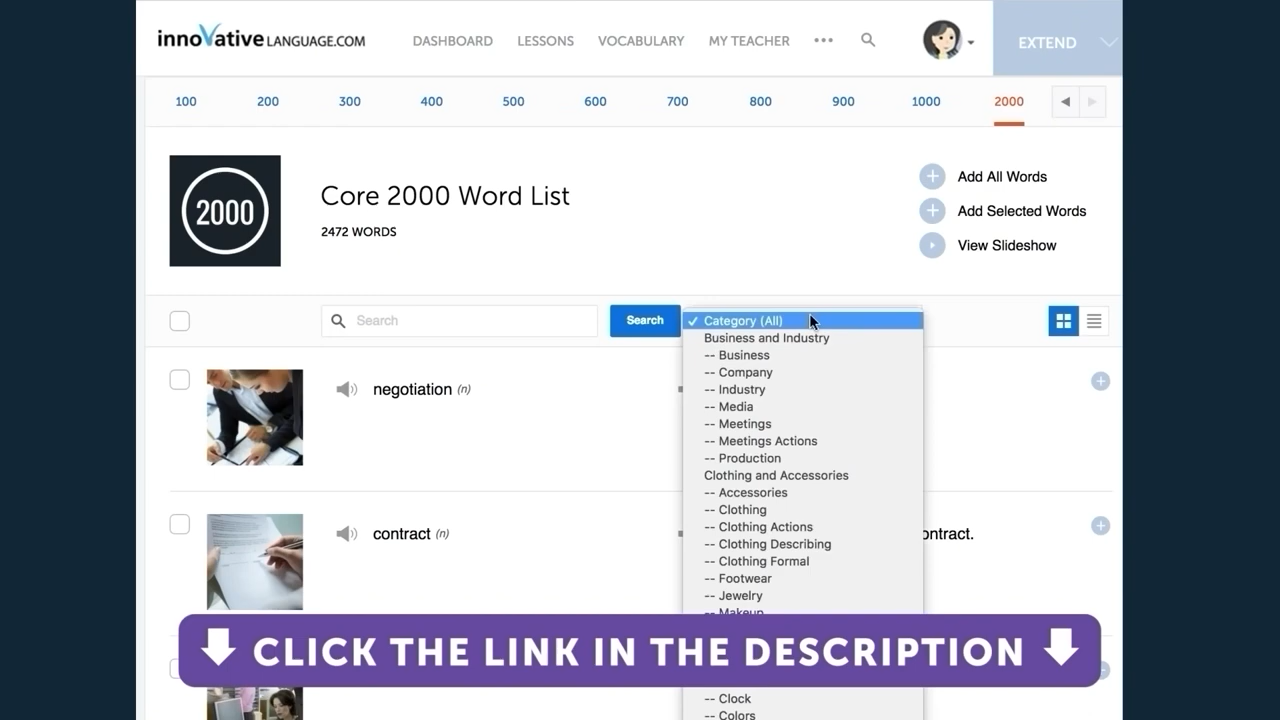 innoVative LANGUAGE.COM
DASHBOARD LESSONS VOCABULARY MY TEACHER ••• EXTEND
100 200 300 400 500 600 700 800 900 1000 2000
2000
Core 2000 Word List
2472 WORDS
Add All Words
Add Selected Words
View Slideshow
Search
Search
✓ Category (All)
Business and Industry
-- Business
-- Company
-- Industry
-- Media
-- Meetings
-- Meetings Actions
-- Production
Clothing and Accessories
-- Accessories
-- Clothing
-- Clothing Actions
-- Clothing Describing
-- Clothing Formal
-- Footwear
-- Jewelry
-- Makeup
negotiation (n)
contract (n)
ontract.
CLICK THE LINK IN THE DESCRIPTION
-- Clock
-- Colors